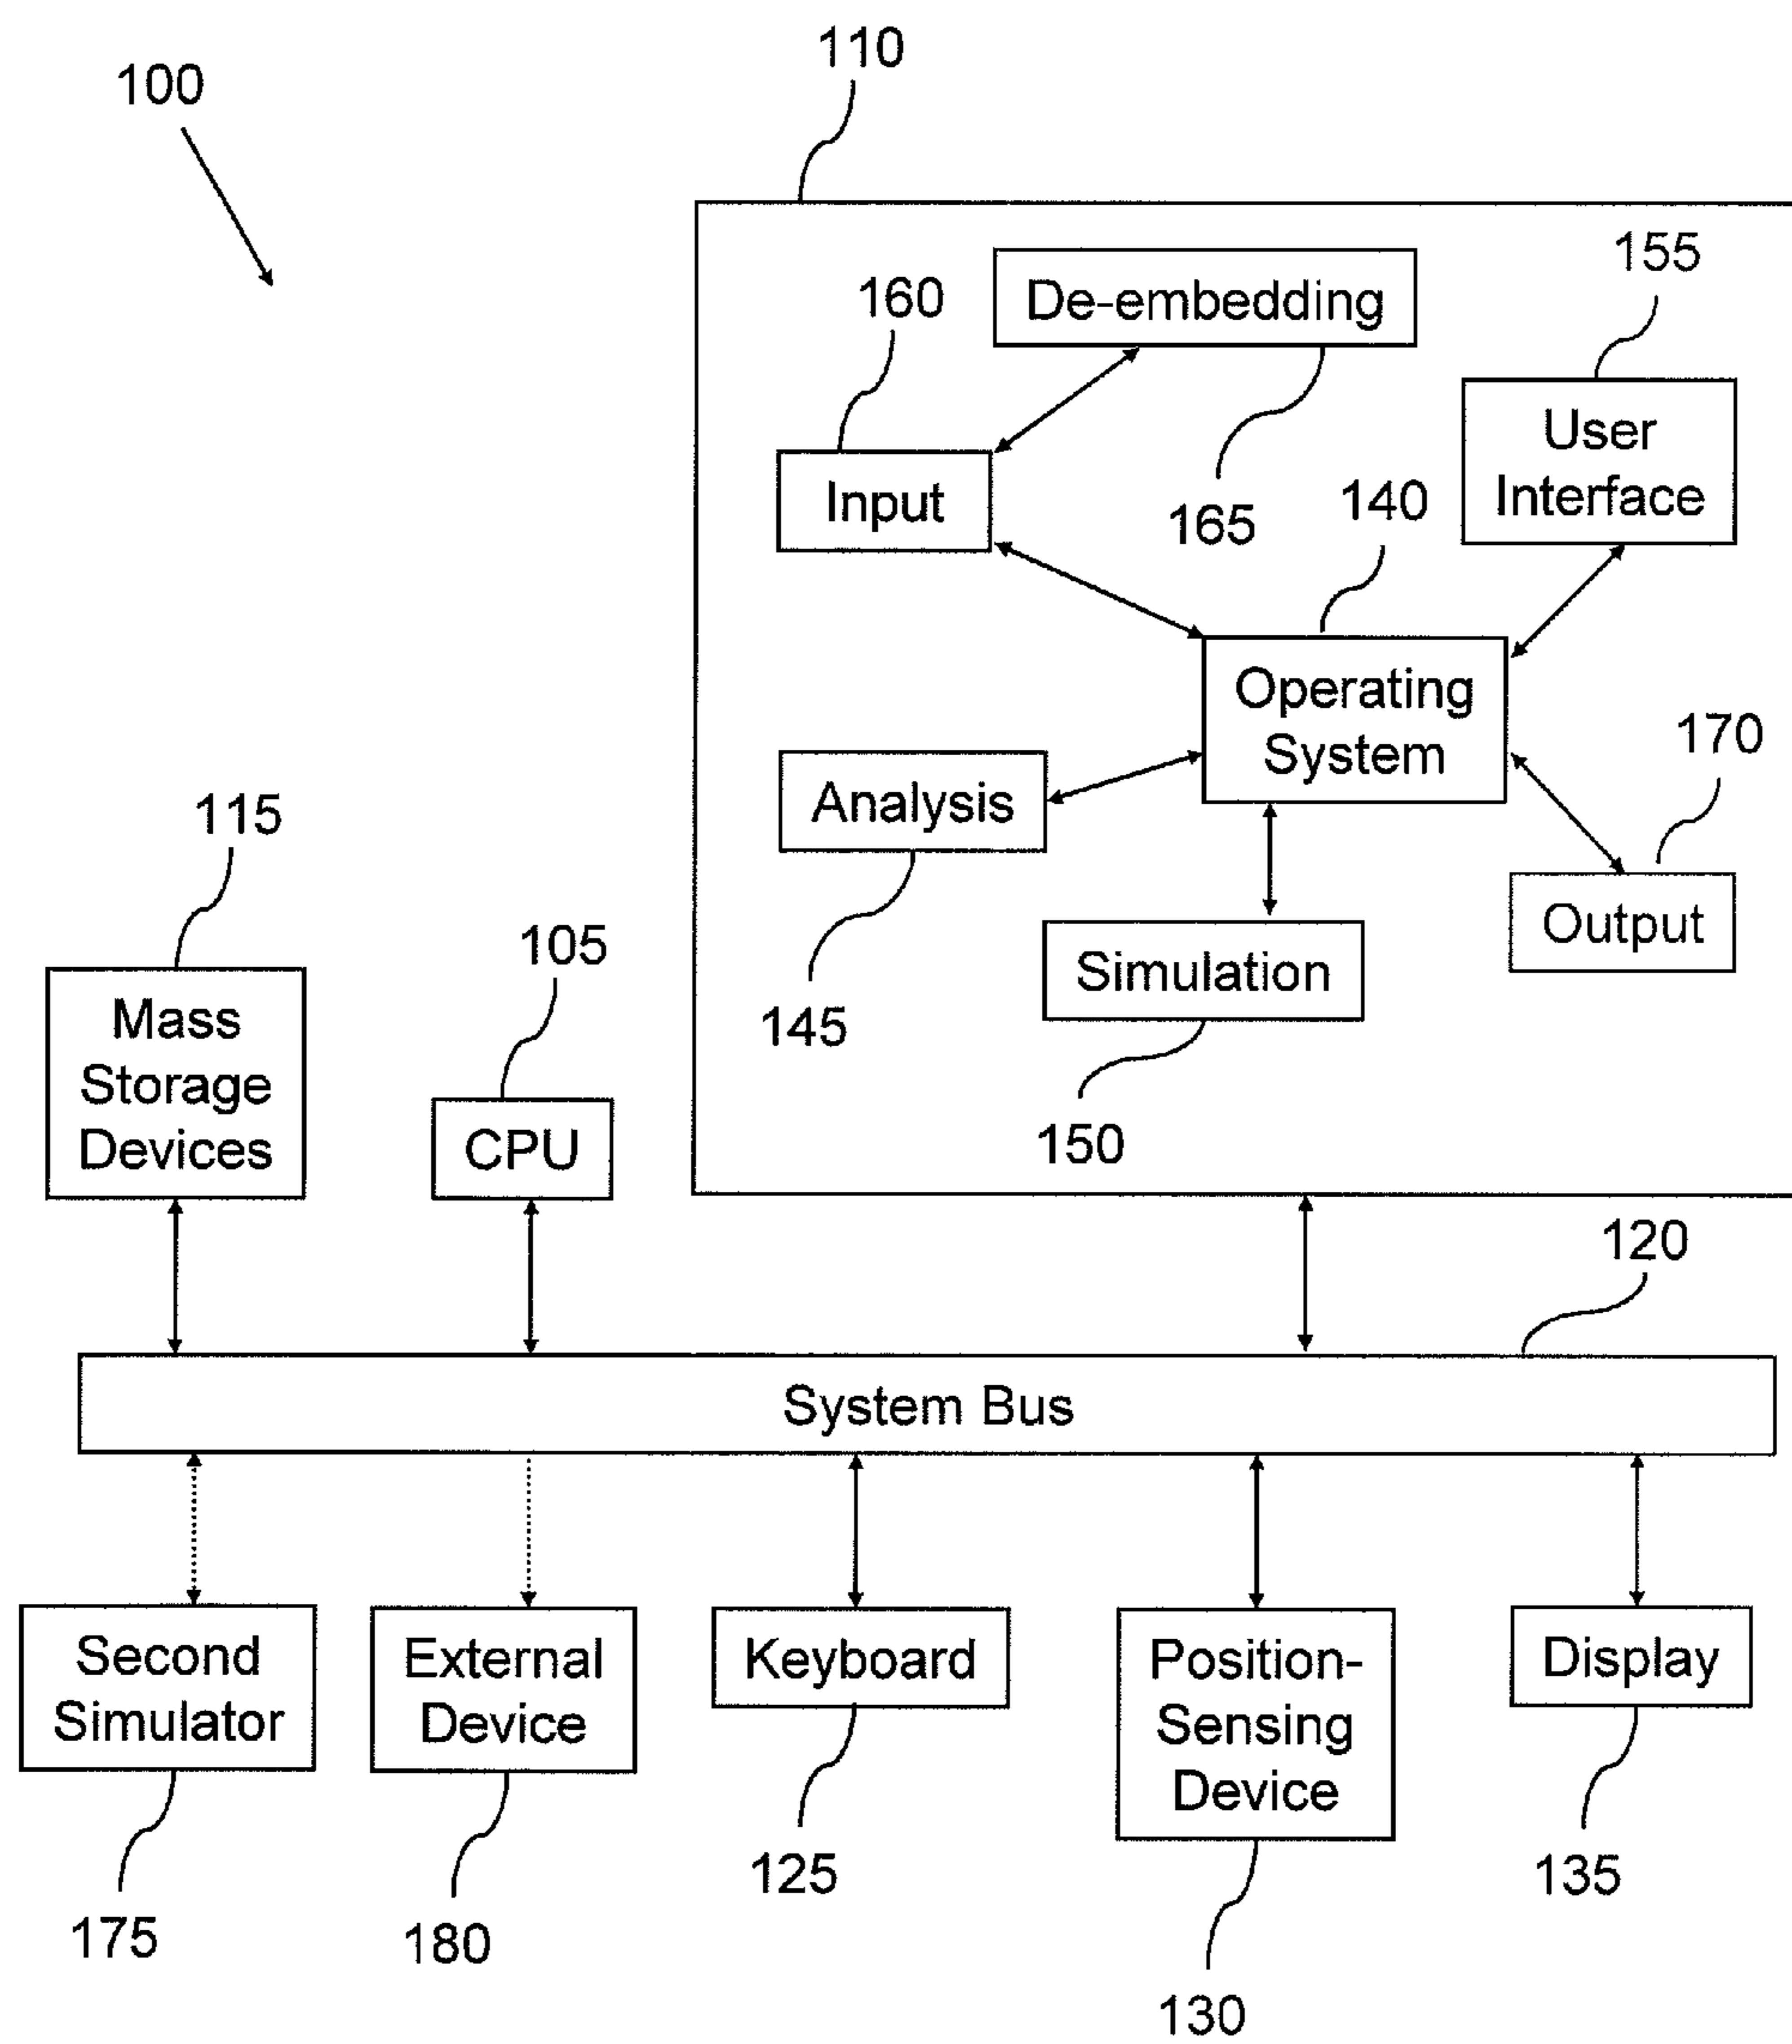 110
100
155
De-embedding
160
User
Interface
Input
165
140
Operating
System
170
Analysis
115
Output
105
Simulation
Mass
Storage
Devices
145
CPU
150
120
System Bus
Second
Simulator
External
Device
Keyboard
Position-
Sensing
Device
Display
125
135
175
180
130